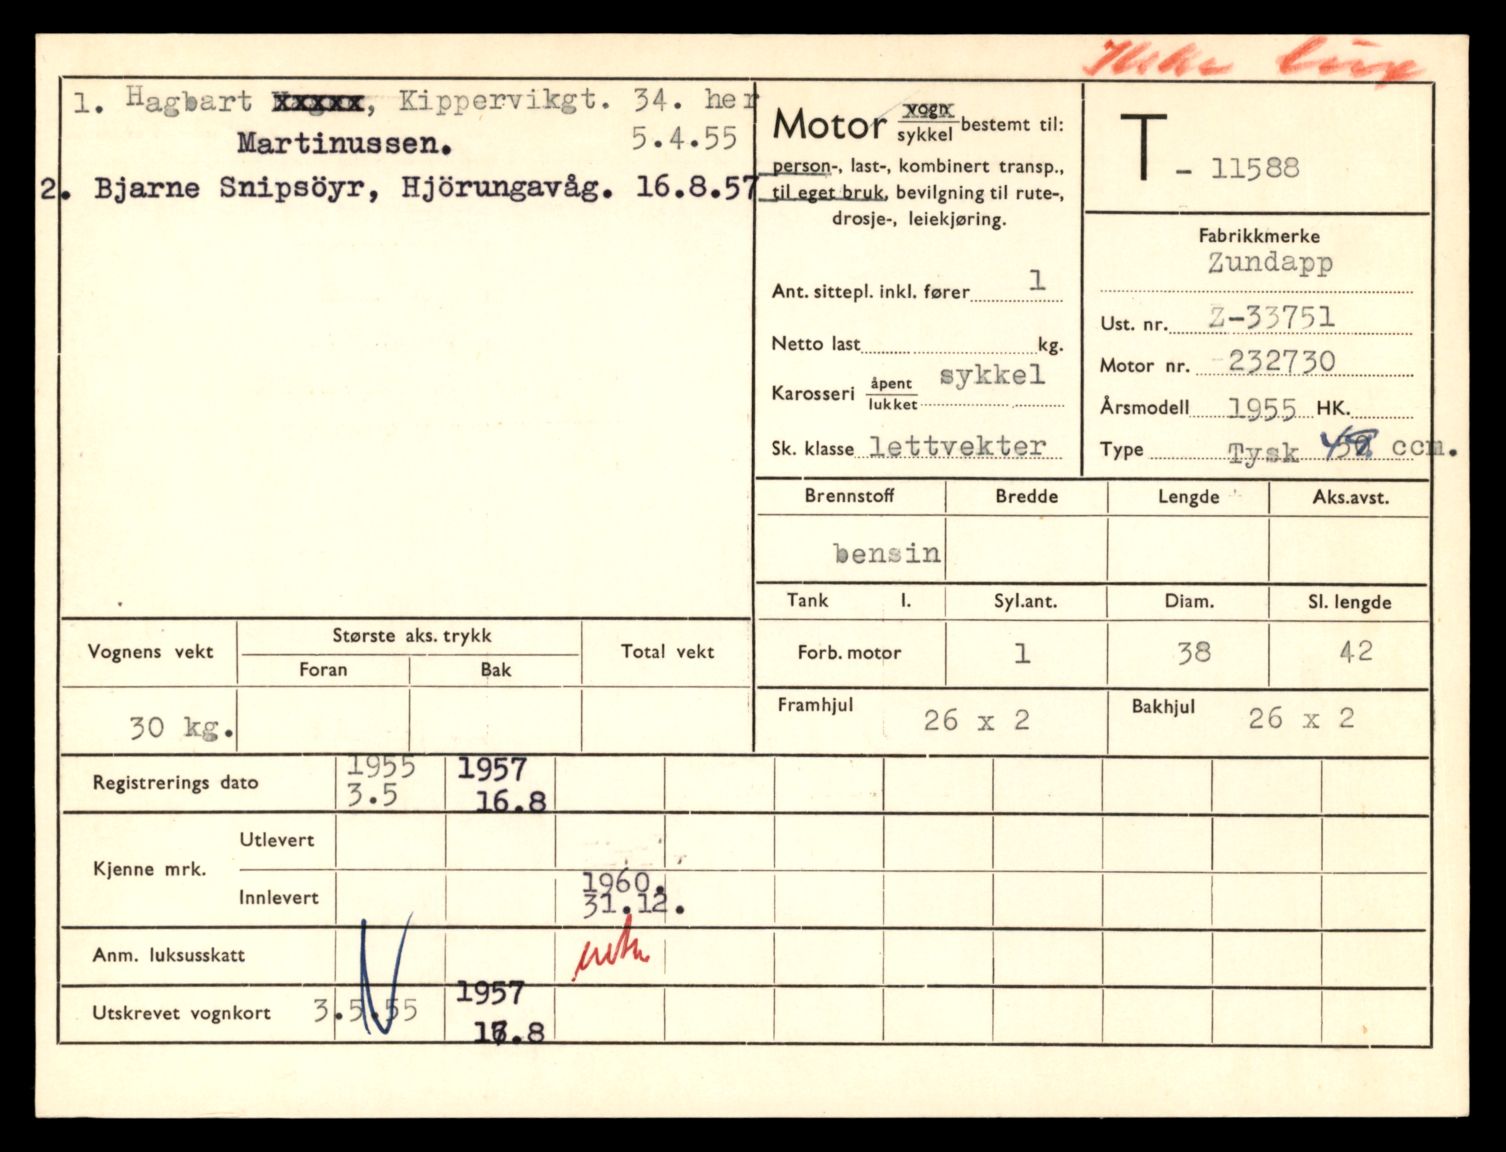 1. Hagbart xxxxx, Kippervikgt. 34. her
Martinussen. 5.4.55
2. Bjarne Snipsöyr, Hjörungavåg. 16.8.57
Motor vogn
sykkel bestemt til:
person-, last-, kombinert transp.,
til eget bruk, bevilgning til rute-,
drosje-, leiekjøring.
Ant. sittepl. inkl. fører 1
Netto last kg.
Karosseri åpent
lukket sykkel
Sk. klasse lettvekter
T - 11588
Fabrikkmerke
Zundapp
Ust. nr. Z-33751
Motor nr. 232730
Årsmodell 1955 HK.
Type Tysk ccm.
Brennstoff Bredde Lengde Aks.avst.
bensin
Tank l. Syl.ant. Diam. Sl. lengde
Forb. motor 1 38 42
Framhjul 26 x 2 Bakhjul 26 x 2
Vognens vekt Største aks. trykk Total vekt
Foran Bak
30 kg.
Registrerings dato 1955 1957
3.5 16.8
Kjenne mrk. Utlevert
Innlevert 1960.
31.12.
Anm. luksusskatt
Utskrevet vognkort 3.5.55 1957
16.8